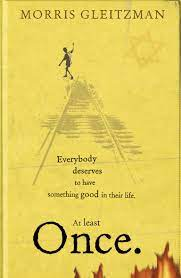 MORRIS GLEITZMAN
Everybody
deserves
to have
something good in their life.
At least
Once.